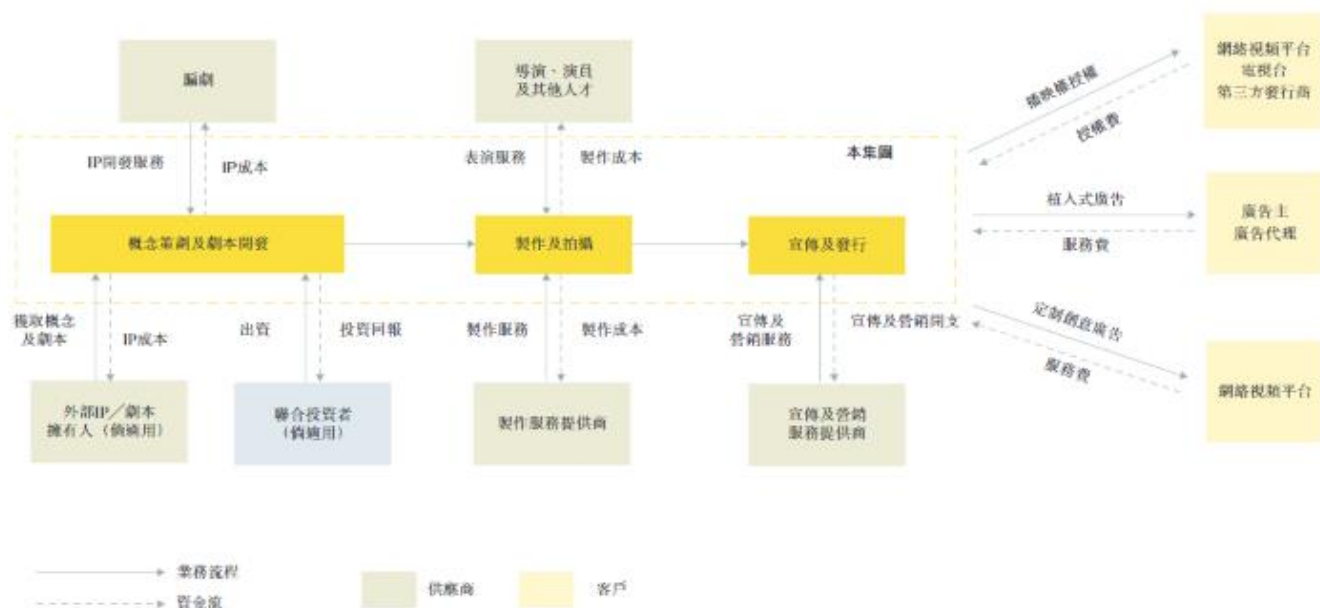 編劇
導演、演員
及其他人才
網絡視頻平台
電視台
第三方發行商
播映權授權
授權費
IP開發服務
IP成本
表演服務
製作成本
本集團
概念策劃及劇本開發
製作及拍攝
宣傳及發行
植入式廣告
服務費
廣告主
廣告代理
獲取概念
及劇本
IP成本
出資
投資回報
製作服務
製作成本
宣傳及
營銷服務
宣傳及營銷開支
定制創意廣告
服務費
外部IP／劇本
擁有人（倘適用）
聯合投資者
（倘適用）
製作服務提供商
宣傳及營銷
服務提供商
網絡視頻平台
業務流程
資金流
供應商
客戶